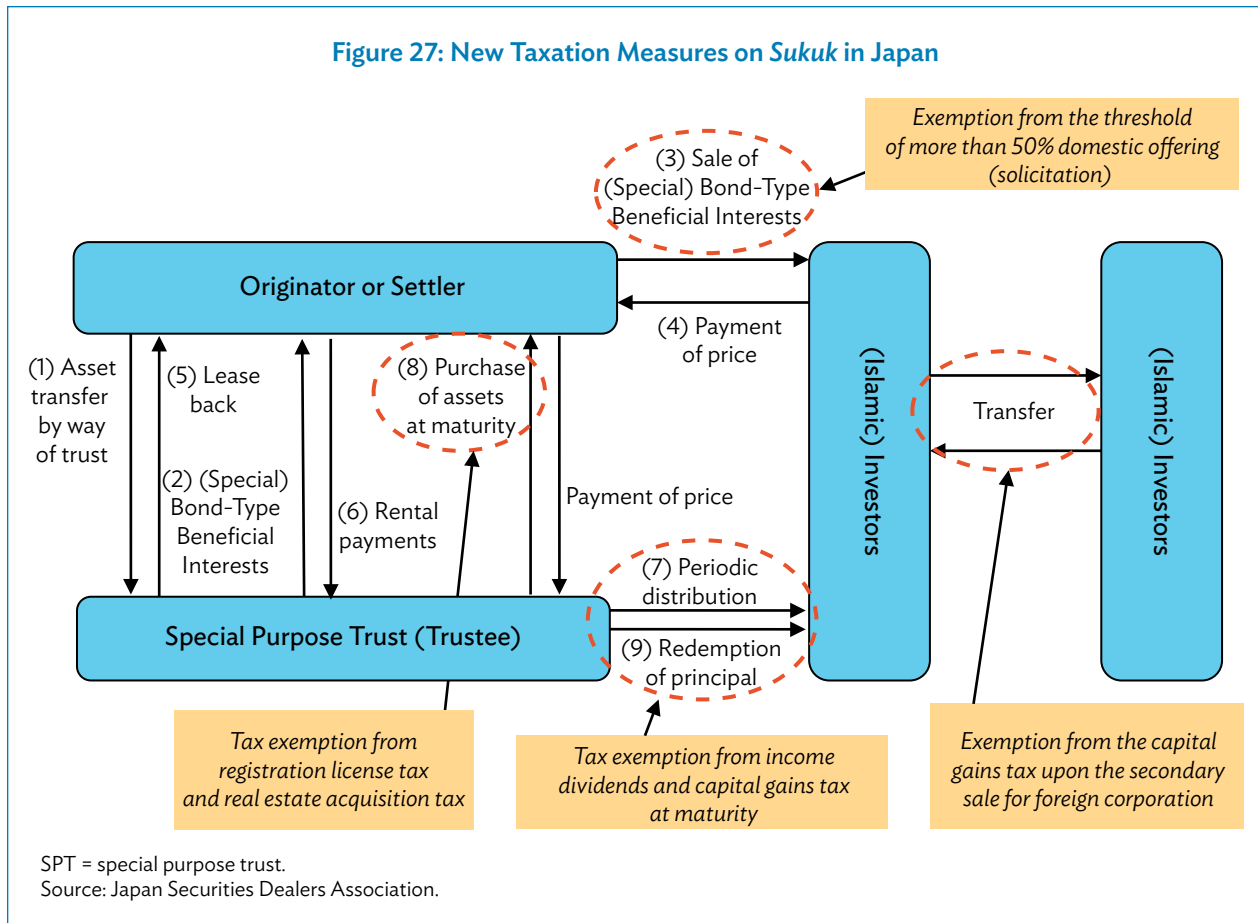 Figure 27: New Taxation Measures on Sukuk in Japan
Exemption from the threshold
of more than 50% domestic offering
(solicitation)
(3) Sale of
(Special) Bond-Type
Beneficial Interests
Originator or Settler
(4) Payment
of price
(1) Asset
transfer
by way
of trust
(5) Lease
back
(2) (Special)
Bond-Type
Beneficial
Interests
(6) Rental
payments
(8) Purchase
of assets
at maturity
Payment of price
(Islamic) Investors
Transfer
(Islamic) Investors
Special Purpose Trust (Trustee)
(7) Periodic
distribution
(9) Redemption
of principal
Tax exemption from
registration license tax
and real estate acquisition tax
Tax exemption from income
dividends and capital gains tax
at maturity
Exemption from the capital
gains tax upon the secondary
sale for foreign corporation
SPT = special purpose trust.
Source: Japan Securities Dealers Association.